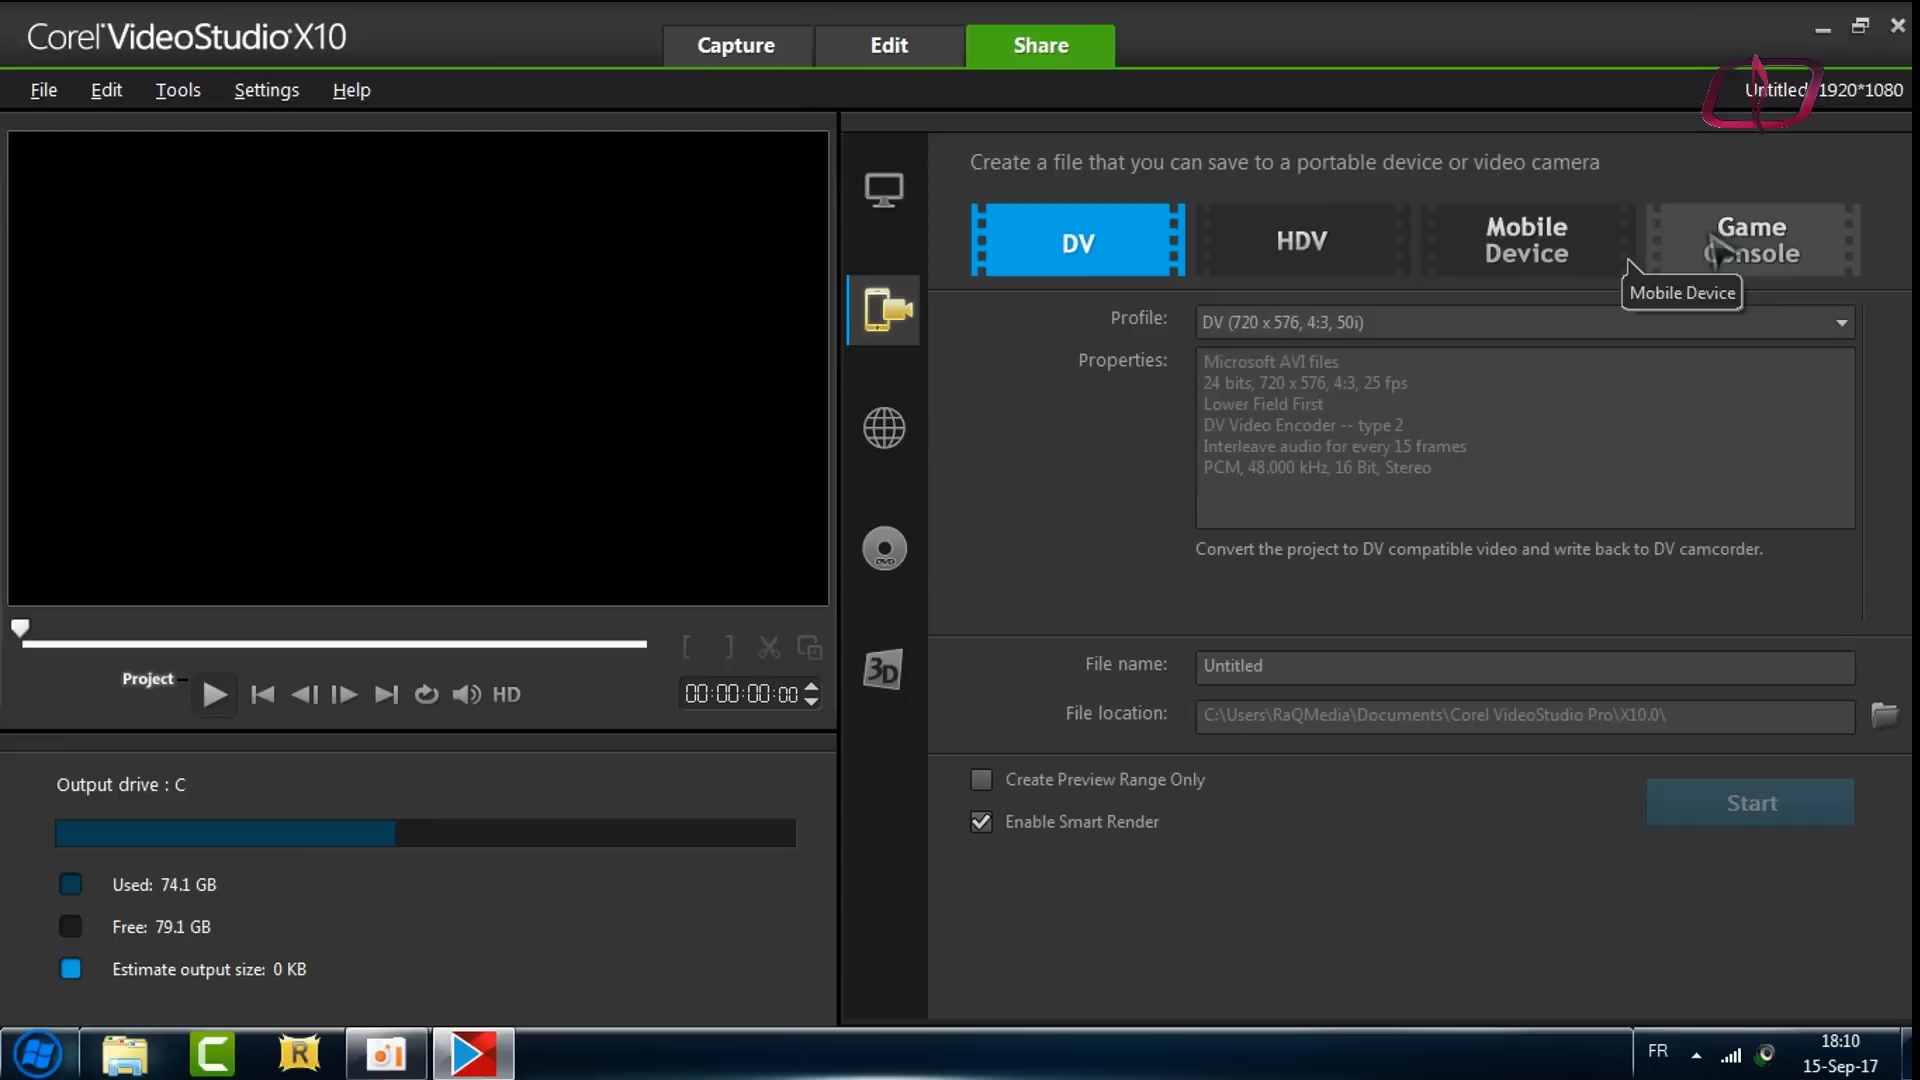 Corel VideoStudio X10
Capture
Edit
Share
File
Edit
Tools
Settings
Help
Untitled, 1920*1080
Create a file that you can save to a portable device or video camera
DV
HDV
Mobile
Device
Game
Console
Mobile Device
Profile:
DV (720 x 576, 4:3, 50i)
Properties:
Microsoft AVI files
24 bits, 720 x 576, 4:3, 25 fps
Lower Field First
DV Video Encoder -- type 2
Interleave audio for every 15 frames
PCM, 48.000 kHz, 16 Bit, Stereo
Convert the project to DV compatible video and write back to DV camcorder.
DVD
3D
[ ]
Project
HD
00:00:00:00
File name:
Untitled
File location:
C:\Users\RaQMedia\Documents\Corel VideoStudio Pro\X10.0\
Create Preview Range Only
Enable Smart Render
Start
Output drive : C
Used: 74.1 GB
Free: 79.1 GB
Estimate output size: 0 KB
C
R
FR
18:10
15-Sep-17